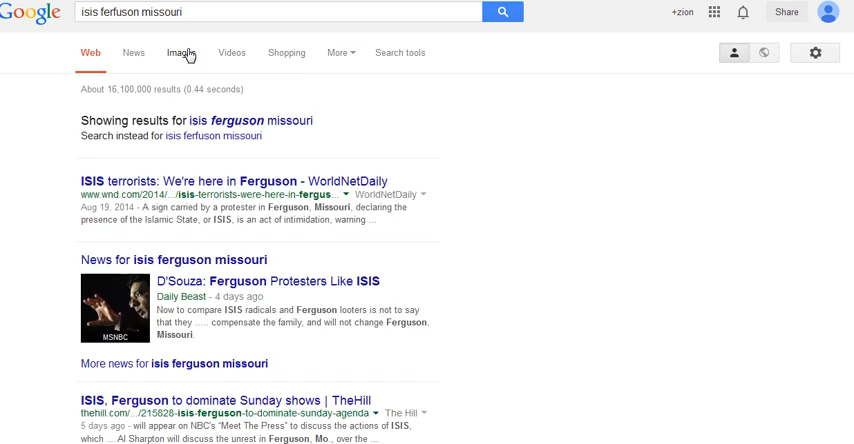 Google isis ferfuson missouri +zion Share
Web News Images Videos Shopping More Search tools
About 16,100,000 results (0.44 seconds)
Showing results for isis ferguson missouri
Search instead for isis ferfuson missouri
ISIS terrorists: We're here in Ferguson - WorldNetDaily
www.wnd.com/2014/.../isis-terrorists-were-here-in-fergus... WorldNetDaily
Aug 19, 2014 - A sign carried by a protester in Ferguson, Missouri, declaring the
presence of the Islamic State, or ISIS, is an act of intimidation, warning ...
News for isis ferguson missouri
D'Souza: Ferguson Protesters Like ISIS
Daily Beast - 4 days ago
Now to compare ISIS radicals and Ferguson looters is not to say
that they ..... compensate the family, and will not change Ferguson,
Missouri.
MSNBC
More news for isis ferguson missouri
ISIS, Ferguson to dominate Sunday shows | TheHill
thehill.com/.../215828-isis-ferguson-to-dominate-sunday-agenda The Hill
5 days ago - will appear on NBC's "Meet The Press" to discuss the actions of ISIS,
which ... Al Sharpton will discuss the unrest in Ferguson, Mo., over the ...